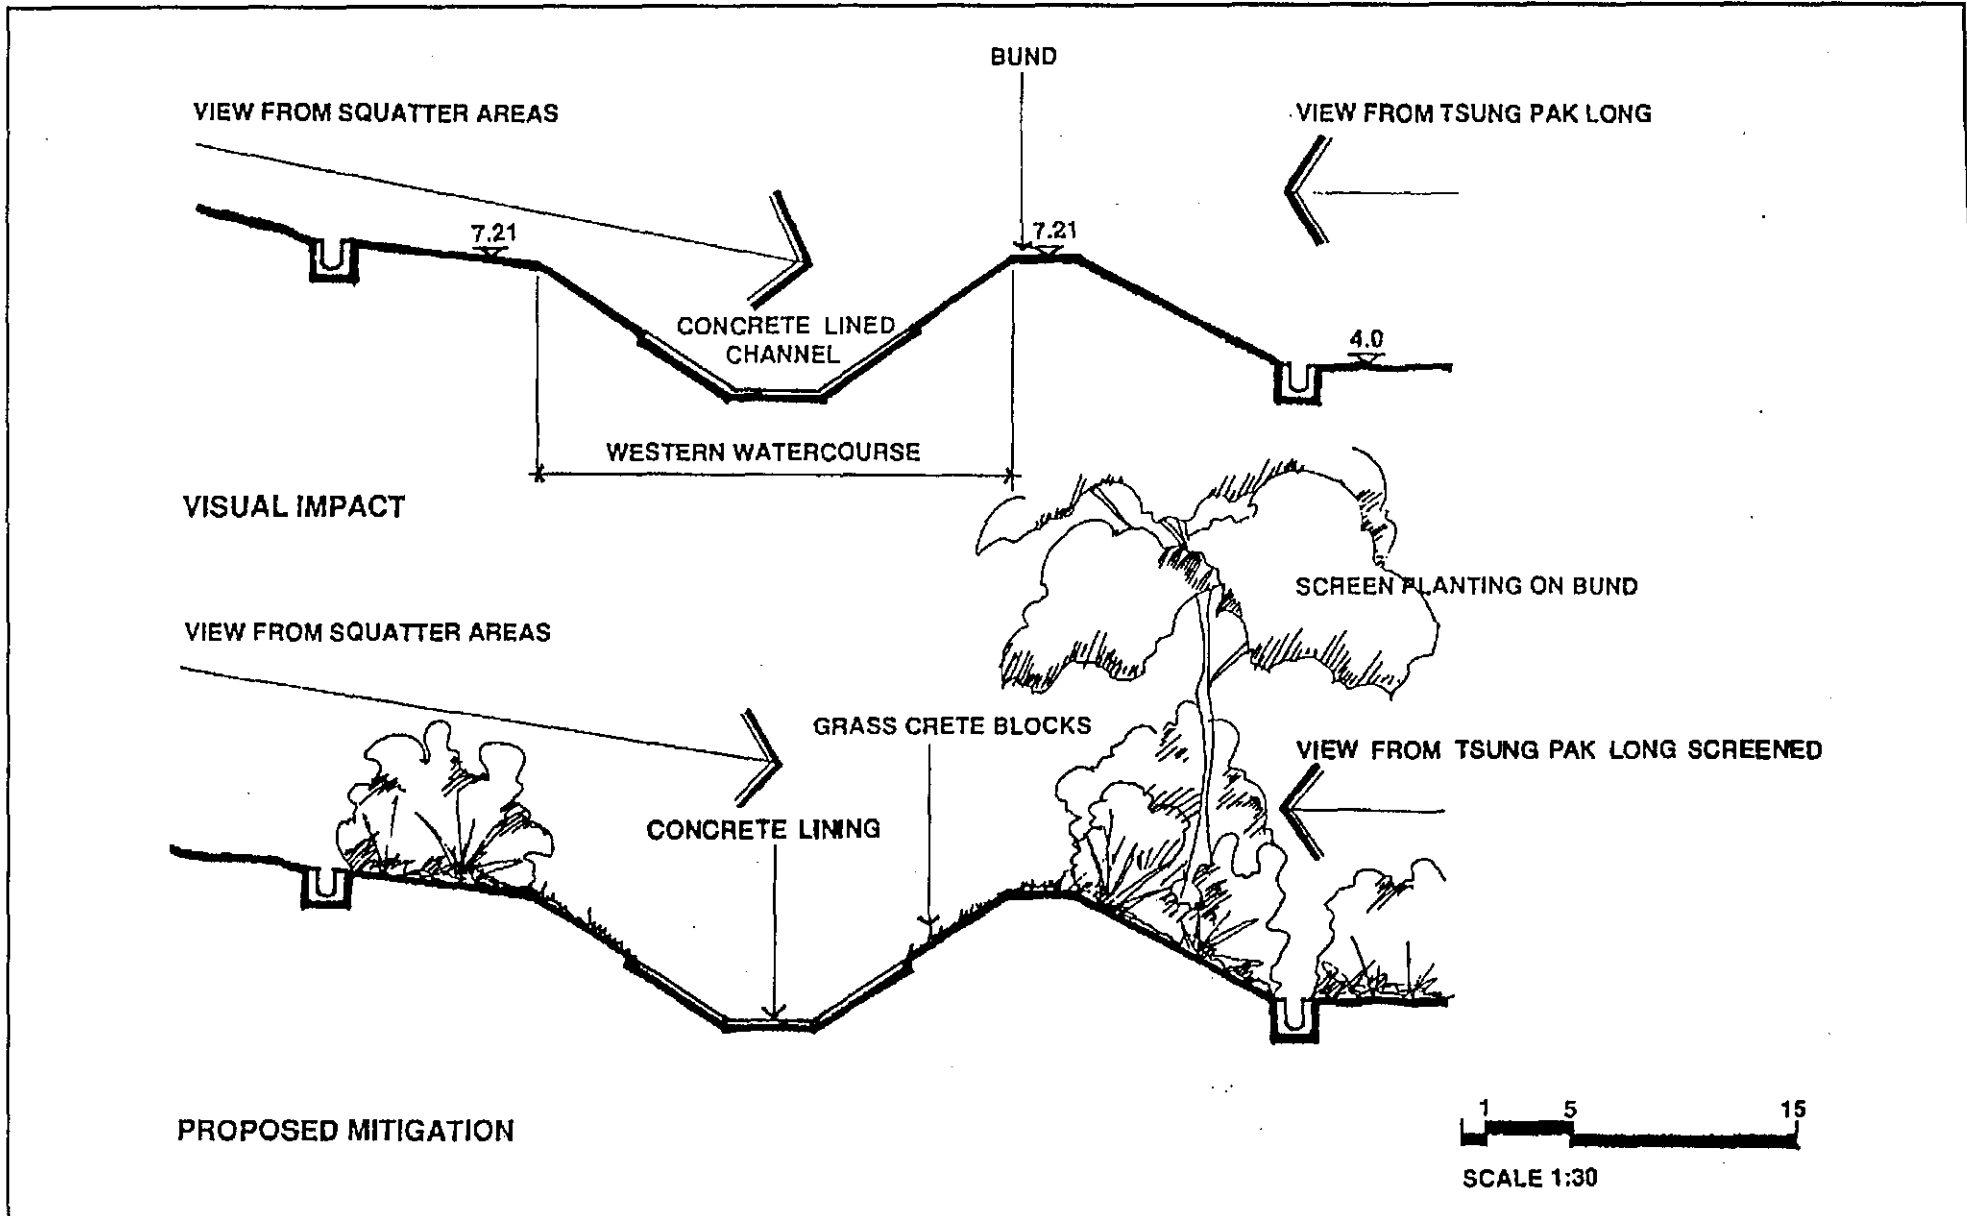 BUND
VIEW FROM SQUATTER AREAS
VIEW FROM TSUNG PAK LONG
7.21
7.21
CONCRETE LINED
CHANNEL
4.0
WESTERN WATERCOURSE
VISUAL IMPACT
SCREEN PLANTING ON BUND
VIEW FROM SQUATTER AREAS
GRASS CRETE BLOCKS
VIEW FROM TSUNG PAK LONG SCREENED
CONCRETE LINING
PROPOSED MITIGATION
1 5 15
SCALE 1:30